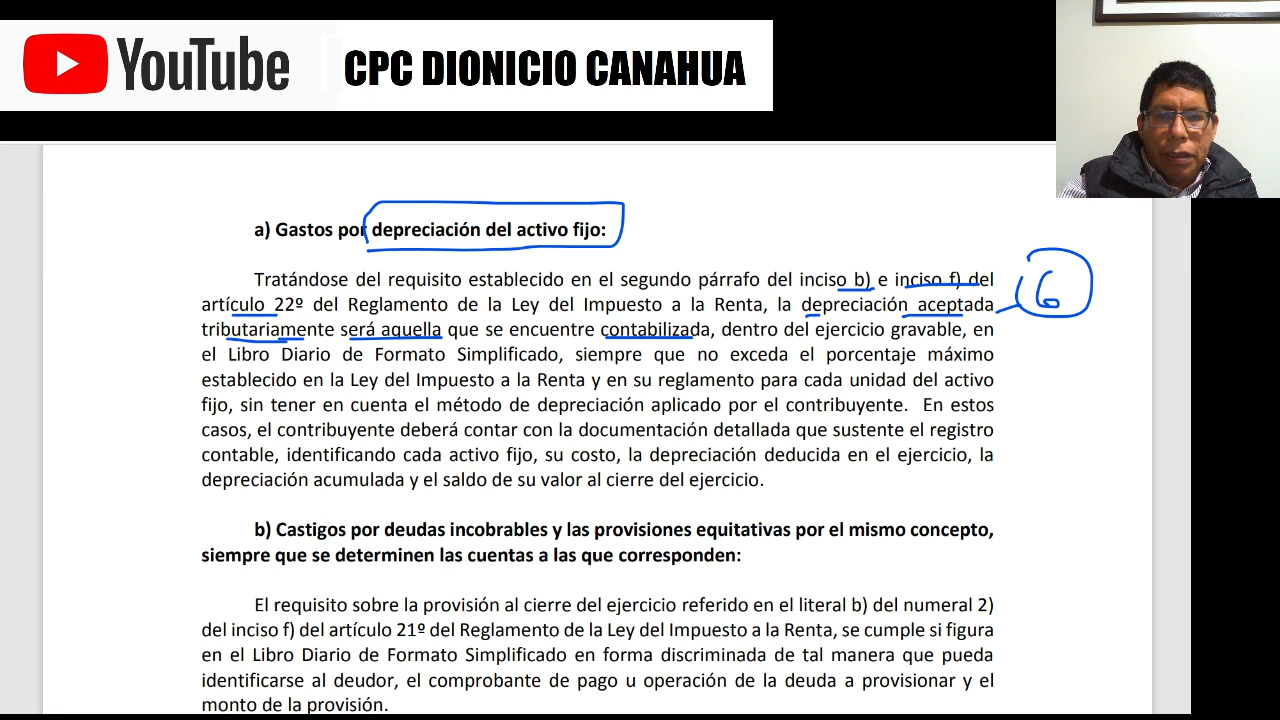 YouTube
CPC DIONICIO CANAHUA
a) Gastos por depreciación del activo fijo:
Tratándose del requisito establecido en el segundo párrafo del inciso b) e inciso f) del
artículo 22º del Reglamento de la Ley del Impuesto a la Renta, la depreciación aceptada
tributariamente será aquella que se encuentre contabilizada, dentro del ejercicio gravable, en
el Libro Diario de Formato Simplificado, siempre que no exceda el porcentaje máximo
establecido en la Ley del Impuesto a la Renta y en su reglamento para cada unidad del activo
fijo, sin tener en cuenta el método de depreciación aplicado por el contribuyente. En estos
casos, el contribuyente deberá contar con la documentación detallada que sustente el registro
contable, identificando cada activo fijo, su costo, la depreciación deducida en el ejercicio, la
depreciación acumulada y el saldo de su valor al cierre del ejercicio.
6
b) Castigos por deudas incobrables y las provisiones equitativas por el mismo concepto,
siempre que se determinen las cuentas a las que corresponden:
El requisito sobre la provisión al cierre del ejercicio referido en el literal b) del numeral 2)
del inciso f) del artículo 21º del Reglamento de la Ley del Impuesto a la Renta, se cumple si figura
en el Libro Diario de Formato Simplificado en forma discriminada de tal manera que pueda
identificarse al deudor, el comprobante de pago u operación de la deuda a provisionar y el
monto de la provisión.